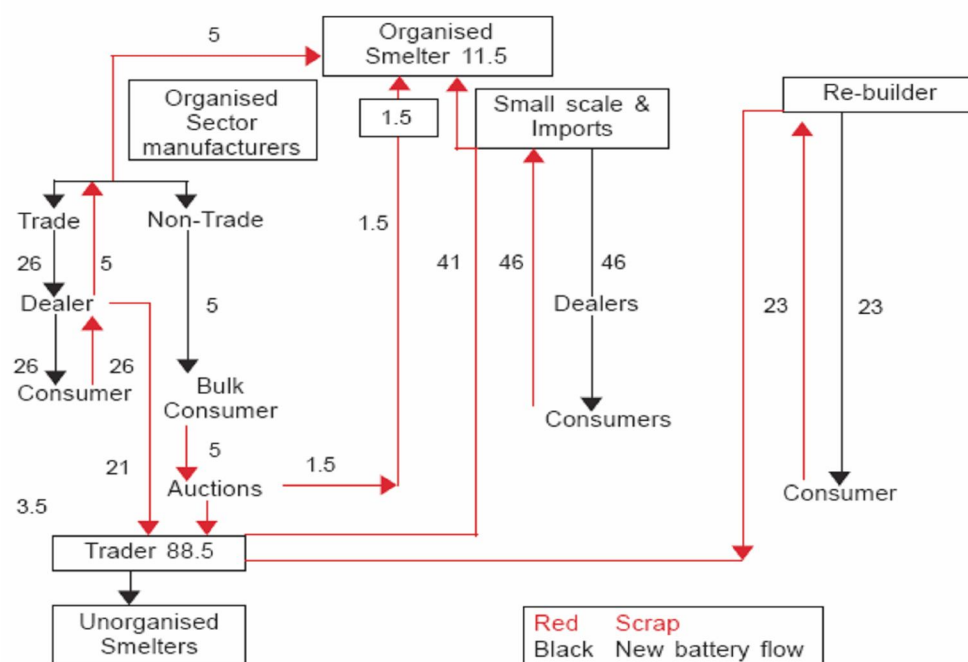 5
Organised
Smelter 11.5
Organised
Sector
manufacturers
1.5
Small scale &
Imports
Re-builder
Trade
Non-Trade
1.5
26
5
41
46
46
Dealer
5
Dealers
23
23
26
26
Consumer
Bulk
Consumer
Consumers
5
21
1.5
Auctions
Consumer
3.5
Trader 88.5
Unorganised
Smelters
Red Scrap
Black New battery flow